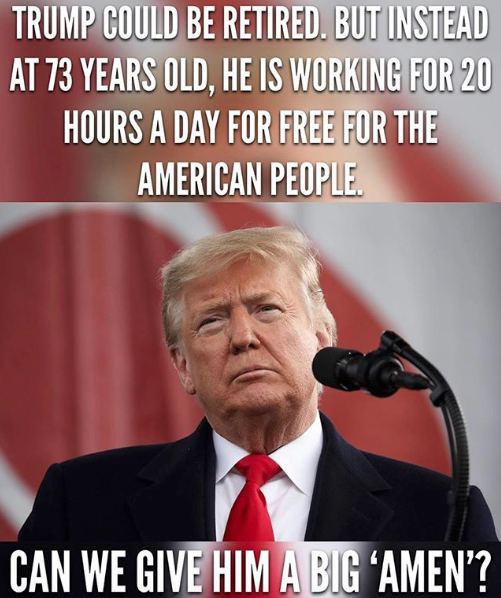 TRUMP COULD BE RETIRED. BUT INSTEAD
AT 73 YEARS OLD, HE IS WORKING FOR 20
HOURS A DAY FOR FREE FOR THE
AMERICAN PEOPLE.
CAN WE GIVE HIM A BIG ‘AMEN’?